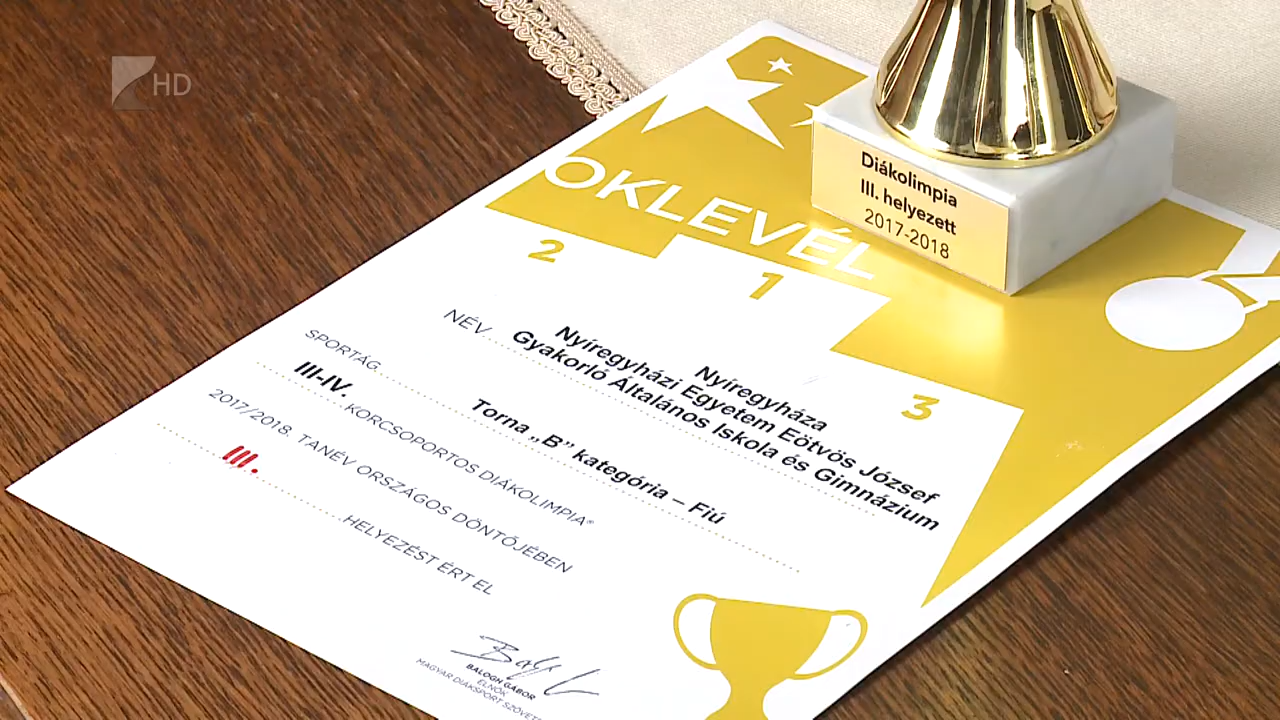 HD
Diákolimpia
III. helyezett
2017-2018
OKLEVÉL
2
1
3
Nyíregyháza
NÉV Nyíregyházi Egyetem Eötvös József
Gyakorló Általános Iskola és Gimnázium
SPORTÁG
Torna „B” kategória – Fiú
III-IV. KORCSOPORTOS DIÁKOLIMPIA®
2017/2018. TANÉV ORSZÁGOS DÖNTŐJÉBEN
III. HELYEZÉST ÉRT EL
BALOGH GÁBOR
ELNÖK
MAGYAR DIÁKSPORT